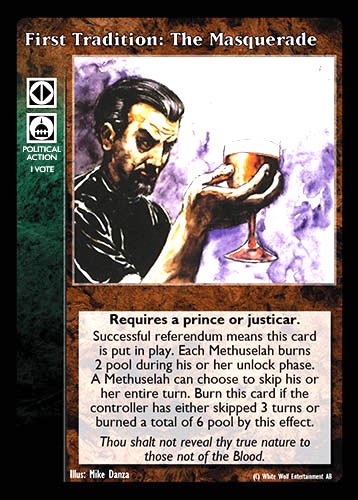 First Tradition: The Masquerade
POLITICAL
ACTION
1 VOTE
Requires a prince or justicar.
Successful referendum means this card
is put in play. Each Methuselah burns
2 pool during his or her unlock phase.
A Methuselah can choose to skip his or
her entire turn. Burn this card if the
controller has either skipped 3 turns or
burned a total of 6 pool by this effect.
Thou shalt not reveal thy true nature to
those not of the Blood.
Illus: Mike Danza
(C) White Wolf Entertainment AB